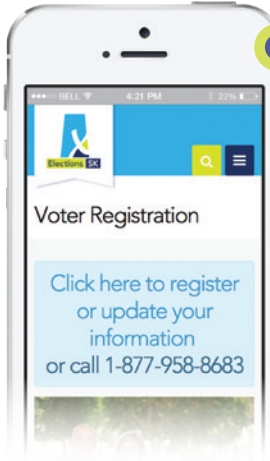 BELL 4:21 PM 22%
Elections SK
Voter Registration
Click here to register
or update your
information
or call 1-877-958-8683